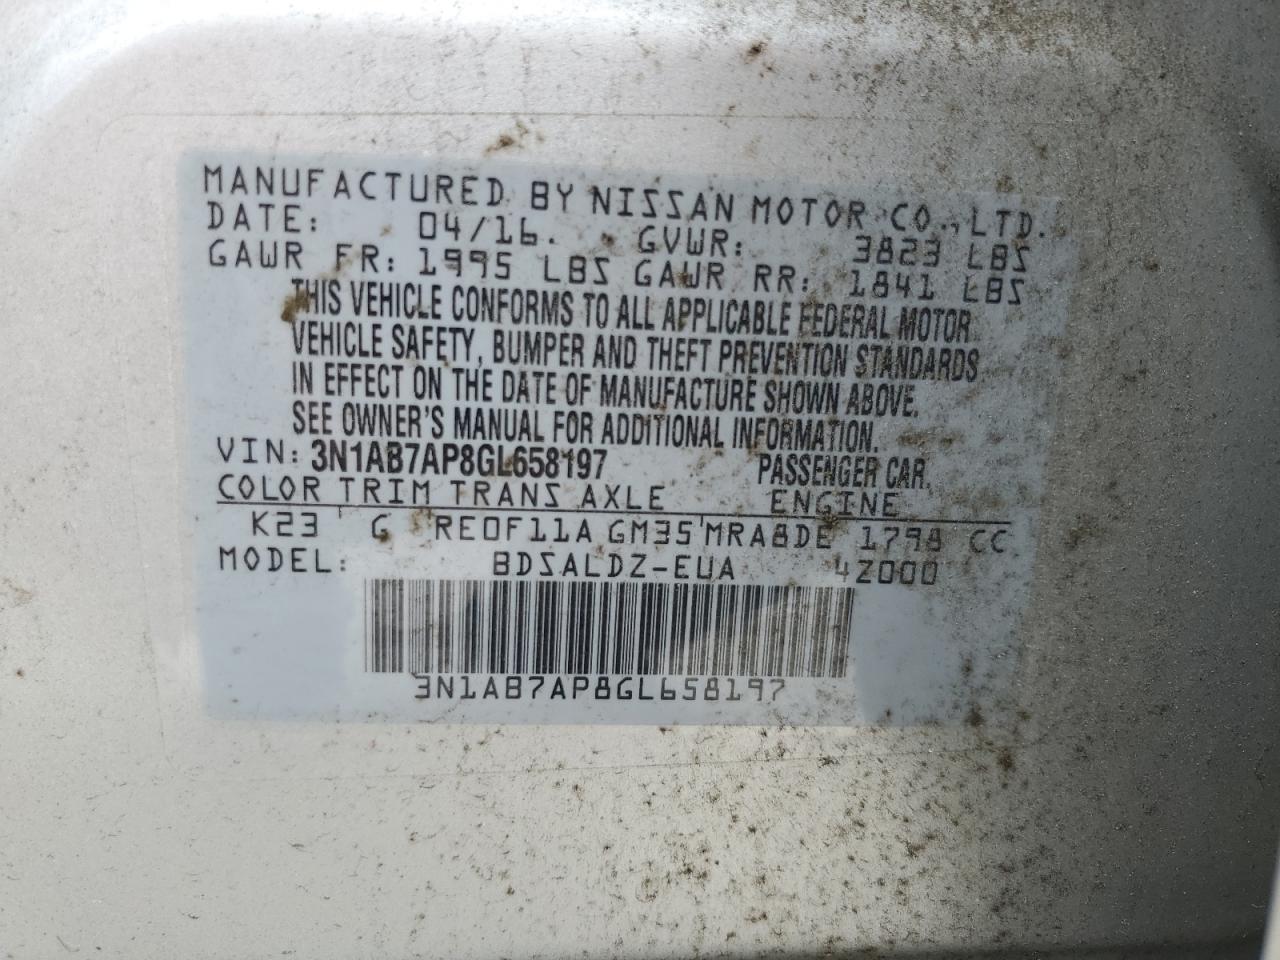 MANUFACTURED BY NISSAN MOTOR CO., LTD.
DATE: 04/16. GVWR: 3823 LBS
GAWR FR: 1995 LBS GAWR RR: 1841 LBS
THIS VEHICLE CONFORMS TO ALL APPLICABLE FEDERAL MOTOR
VEHICLE SAFETY, BUMPER AND THEFT PREVENTION STANDARDS
IN EFFECT ON THE DATE OF MANUFACTURE SHOWN ABOVE.
SEE OWNER'S MANUAL FOR ADDITIONAL INFORMATION.
VIN: 3N1AB7AP8GL658197 PASSENGER CAR.
COLOR TRIM TRANS AXLE ENGINE
K23 G RE0F11A GM35 MRA8DE 1798 CC
MODEL: BDSALDZ-EUA 4Z000
3N1AB7AP8GL658197